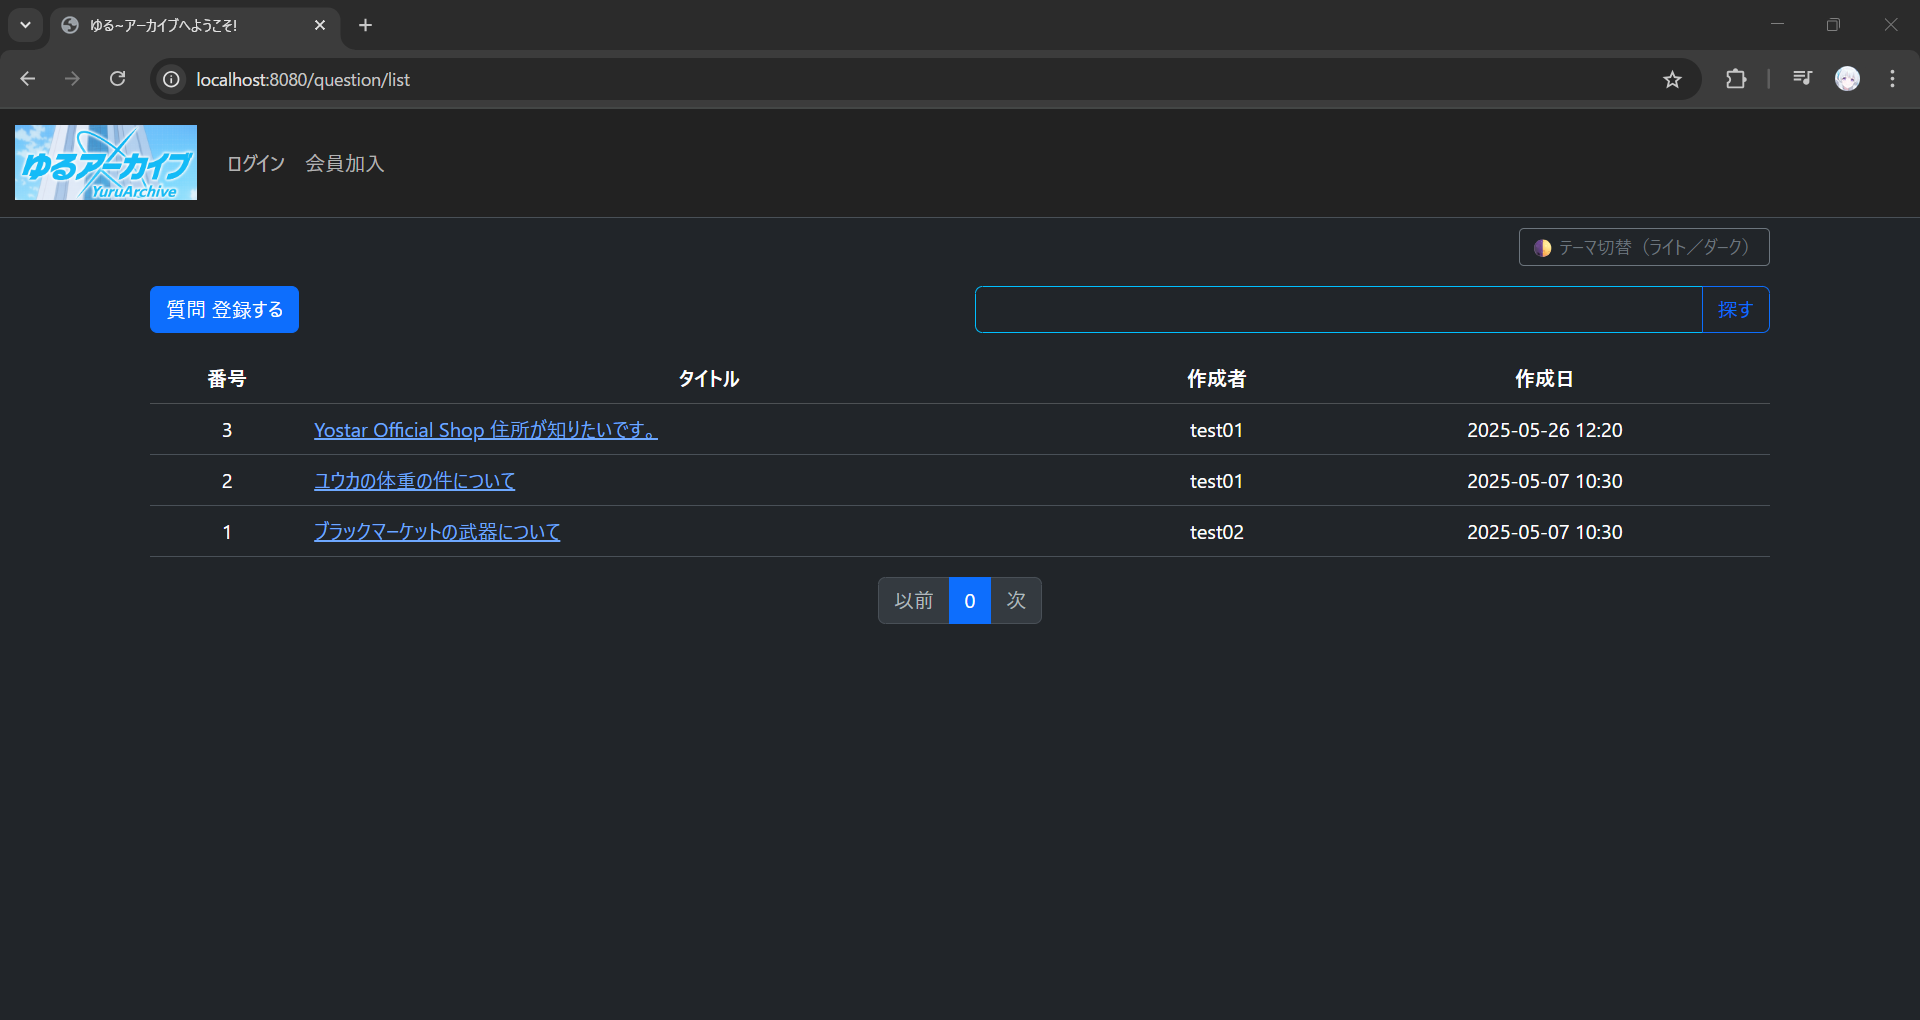 ゆる~アーカイブへようこそ!
localhost:8080/question/list
ゆるアーカイブ
YuruArchive
ログイン 会員加入
テーマ切替（ライト／ダーク）
質問 登録する
探す
番号 タイトル 作成者 作成日
3 Yostar Official Shop 住所が知りたいです。 test01 2025-05-26 12:20
2 ユウカの体重の件について test01 2025-05-07 10:30
1 ブラックマーケットの武器について test02 2025-05-07 10:30
以前 0 次